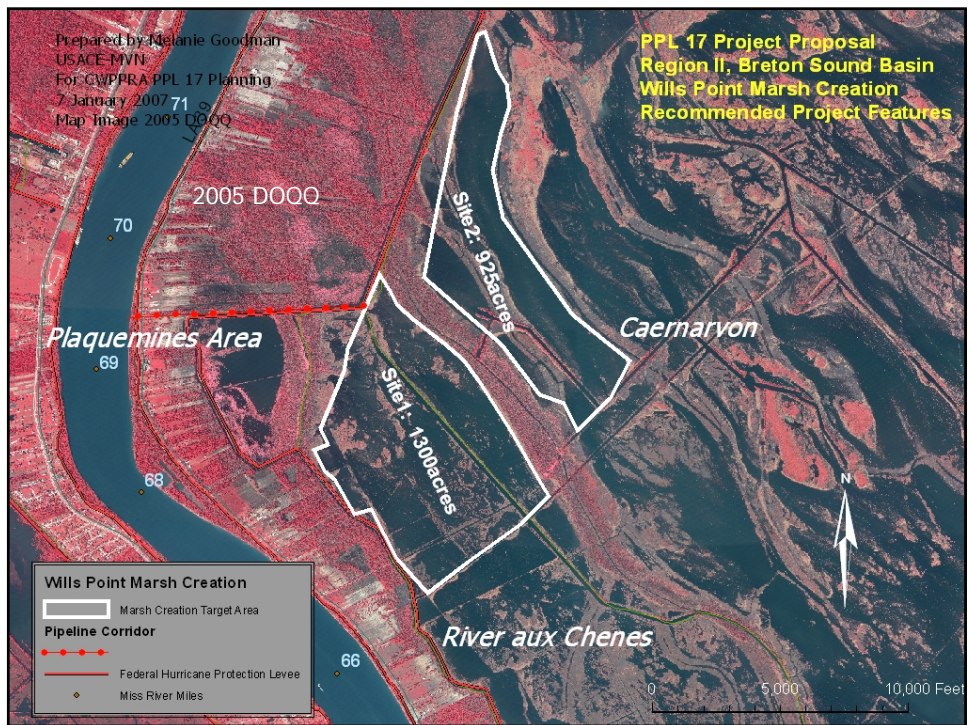 Prepared by Melanie Goodman
USACE-MVN
For CWPPRA PPL 17 Planning
7 January 2007
Map Image 2005 DOQQ
PPL 17 Project Proposal
Region II, Breton Sound Basin
Wills Point Marsh Creation
Recommended Project Features
71
2005 DOQQ
70
Site2: 925acres
Plaquemines Area
Caernarvon
69
Site1: 1300acres
68
N
River aux Chenes
66
Wills Point Marsh Creation
Marsh Creation Target Area
Pipeline Corridor
Federal Hurricane Protection Levee
Miss River Miles
0 5,000 10,000 Feet